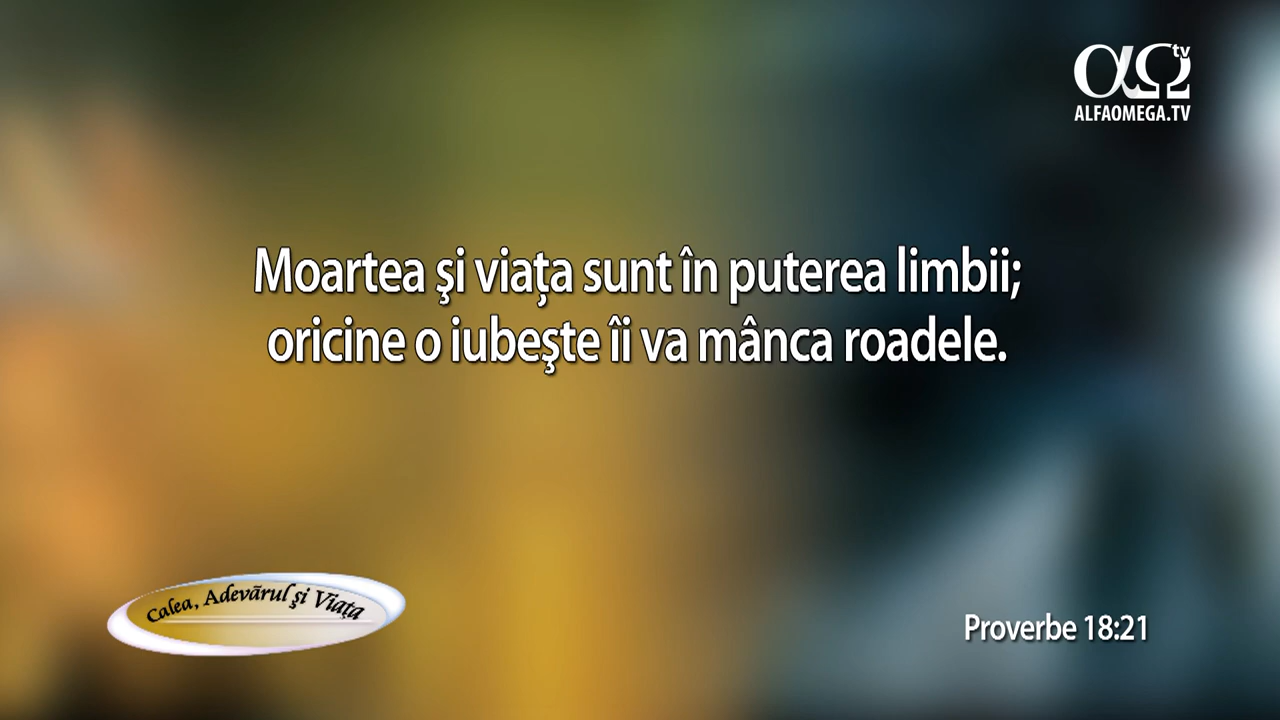 αΩ tv
ALFAOMEGA.TV
Moartea şi viaţa sunt în puterea limbii;
oricine o iubeşte îi va mânca roadele.
Calea, Adevãrul şi Viaţa
Proverbe 18:21